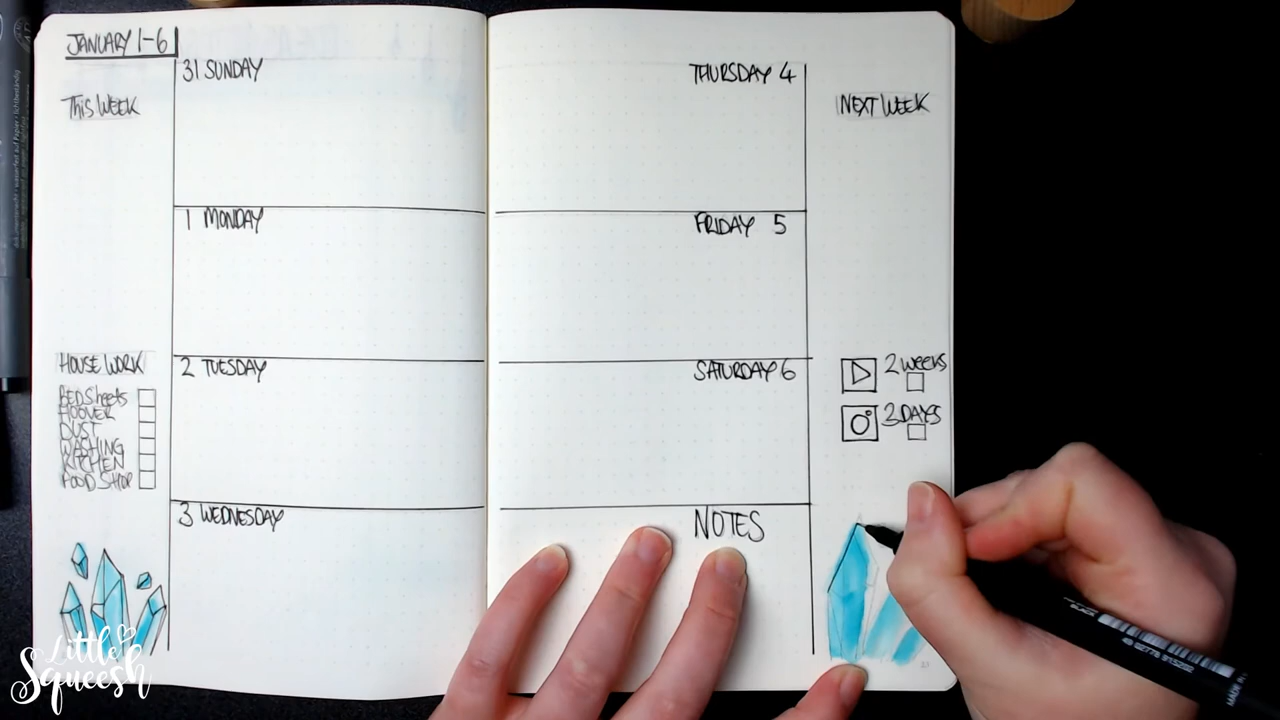 JANUARY 1-6
This WEEK
31 SUNDAY
1 MONDAY
2 TUESDAY
3 WEDNESDAY
HOUSE WORK
BEDSheets
HOOVER
DUST
WASHING
KITCHEN
FOOD SHOP
THURSDAY 4
FRIDAY 5
SATURDAY 6
NOTES
NEXT WEEK
2 WEEKS
3 DAYS
Little
Squeesh